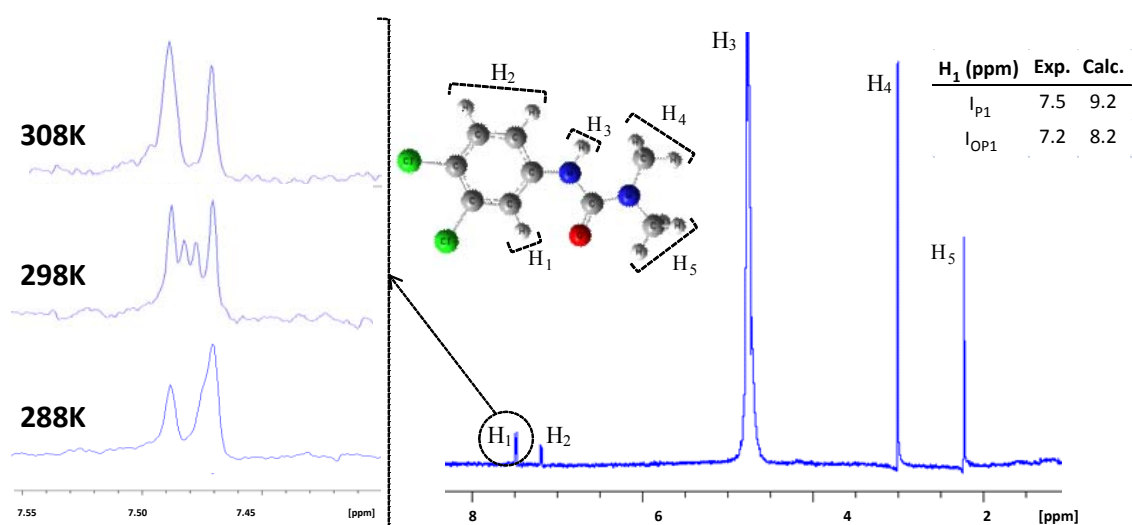 308K
298K
288K
7.55
7.50
7.45
[ppm]
H2
H3
H4
H1
H5
H3
H4
H5
H1
H2
8
6
4
2
[ppm]
H1 (ppm) Exp. Calc.
IP1 7.5 9.2
IOP1 7.2 8.2